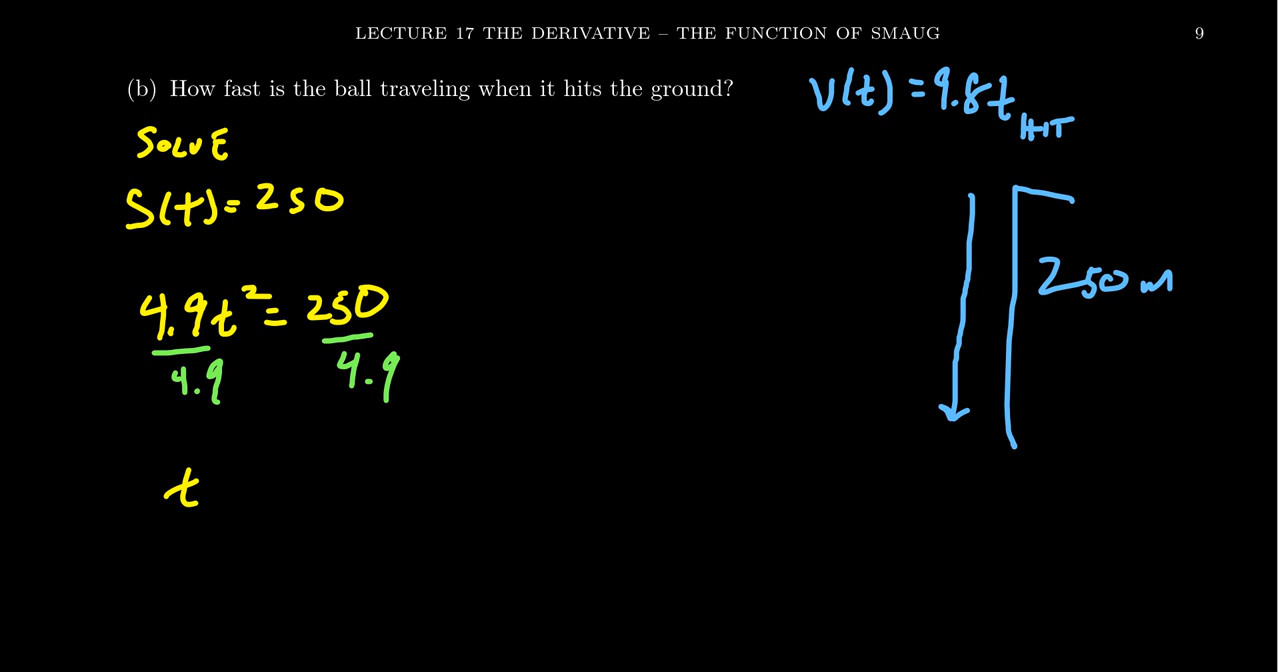 LECTURE 17 THE DERIVATIVE – THE FUNCTION OF SMAUG 9
(b) How fast is the ball traveling when it hits the ground?
V(t) = 9.8t HIT
SOLVE
S(t) = 250
250 m
4.9t² = 250
4.9 4.9
t